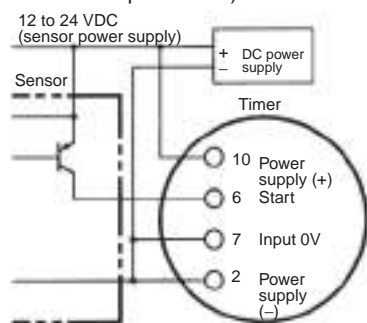 12 to 24 VDC
(sensor power supply)
+ DC power
− supply
Sensor
Timer
10 Power
supply (+)
6 Start
7 Input 0V
2 Power
supply
(−)